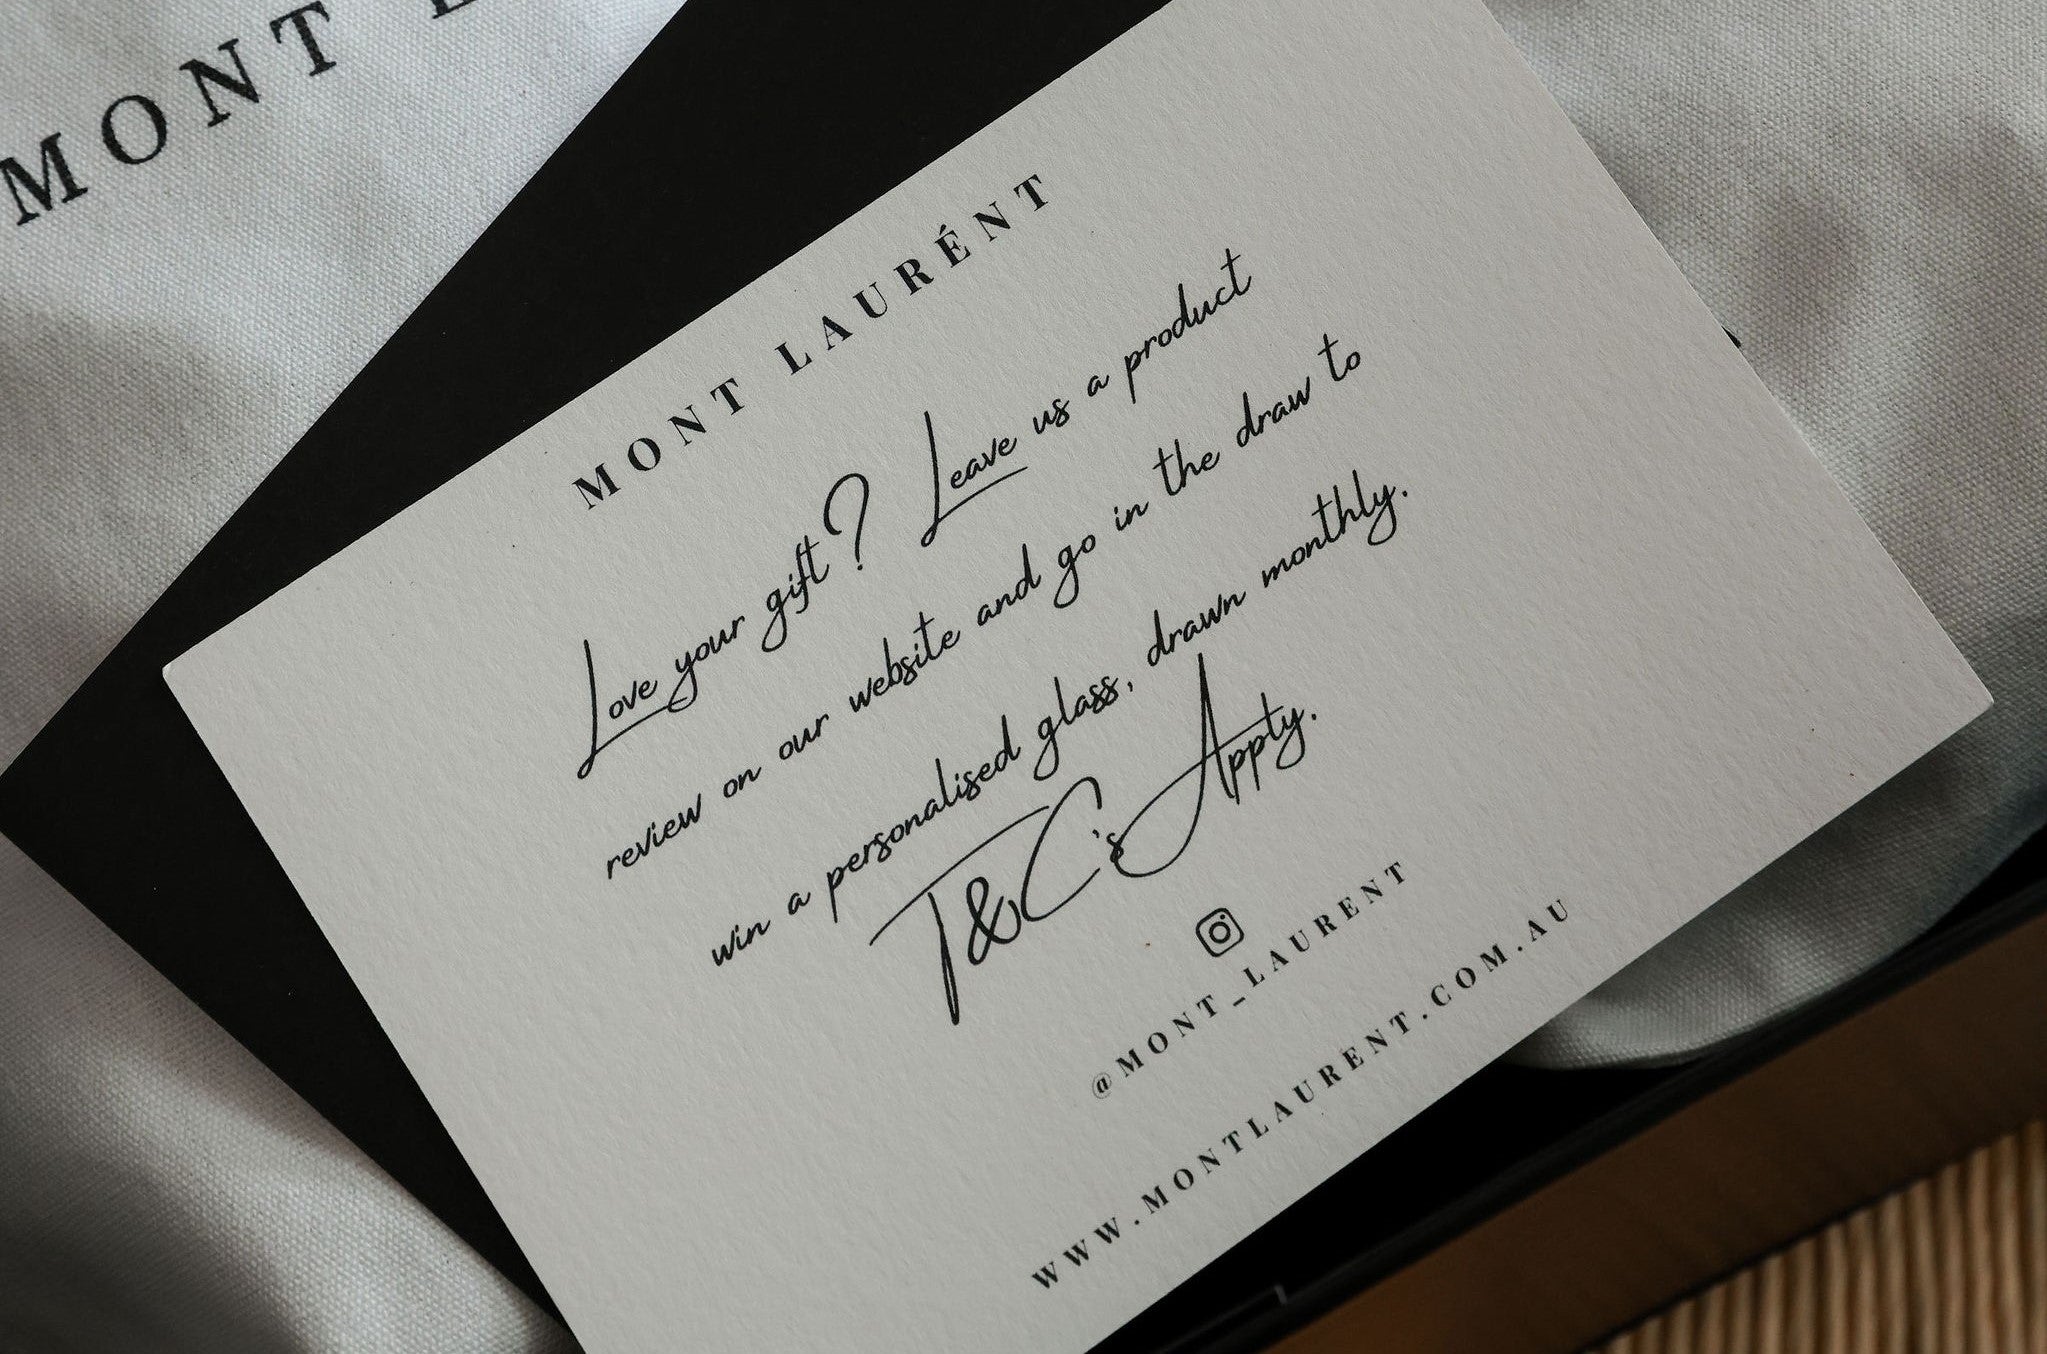 MONT L
MONT LAURÉNT
Love your gift? Leave us a product
review on our website and go in the draw to
win a personalised glass, drawn monthly.
T&C's Apply.
@MONT_LAURENT
WWW.MONTLAURENT.COM.AU